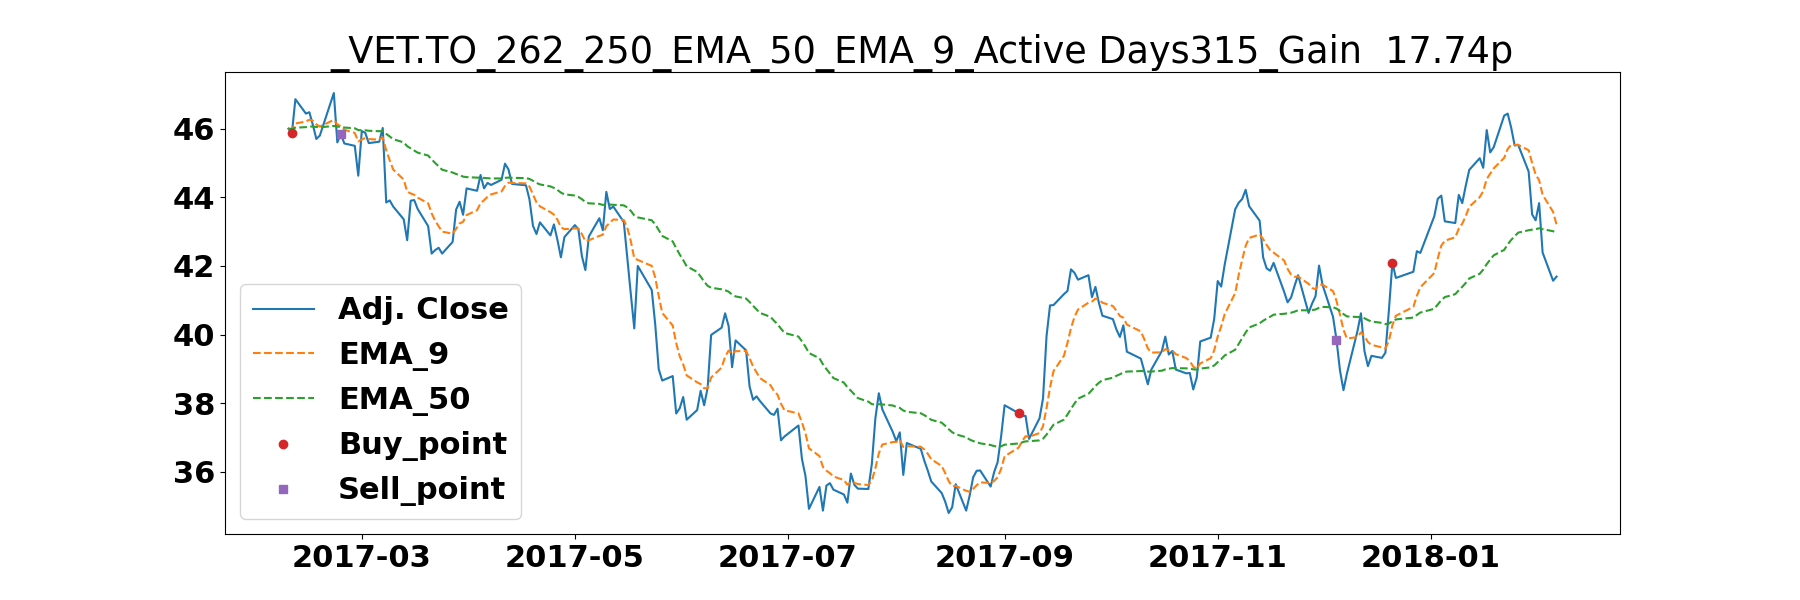 _VET.TO_262_250_EMA_50_EMA_9_Active Days315_Gain  17.74p
46
44
42
40
38
36
Adj. Close
EMA_9
EMA_50
Buy_point
Sell_point
2017-03 2017-05 2017-07 2017-09 2017-11 2018-01